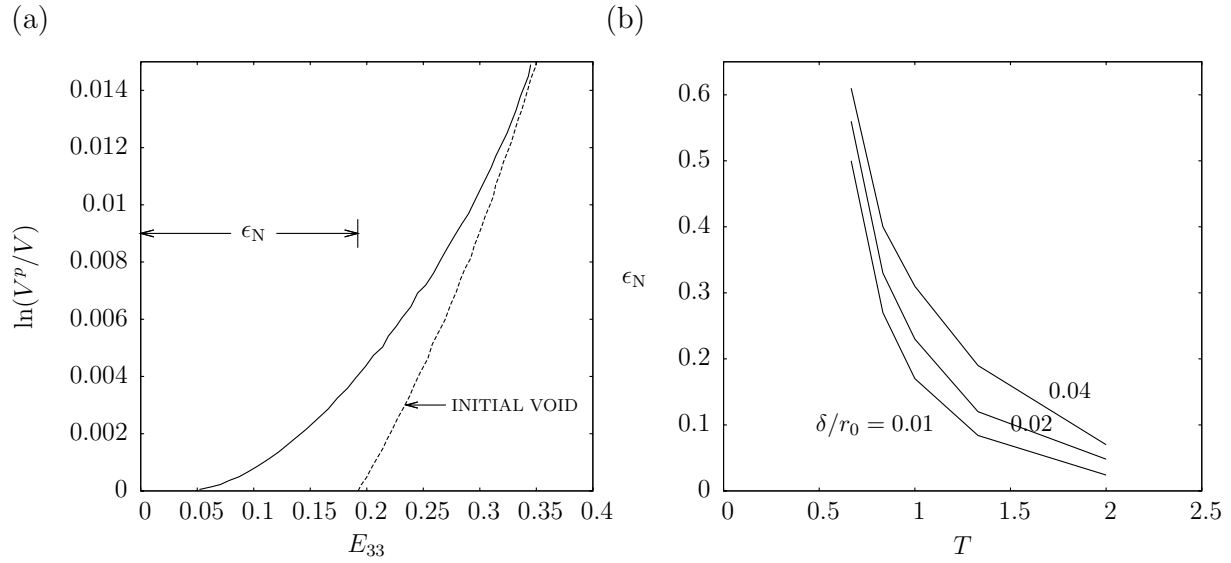 (a)
ln(V^p/V)
0.014
0.012
0.01
0.008
0.006
0.004
0.002
0
ϵ_N
INITIAL VOID
0 0.05 0.1 0.15 0.2 0.25 0.3 0.35 0.4
E_33
(b)
ϵ_N
0.6
0.5
0.4
0.3
0.2
0.1
0
0.04
δ/r_0 = 0.01 0.02
0 0.5 1 1.5 2 2.5
T